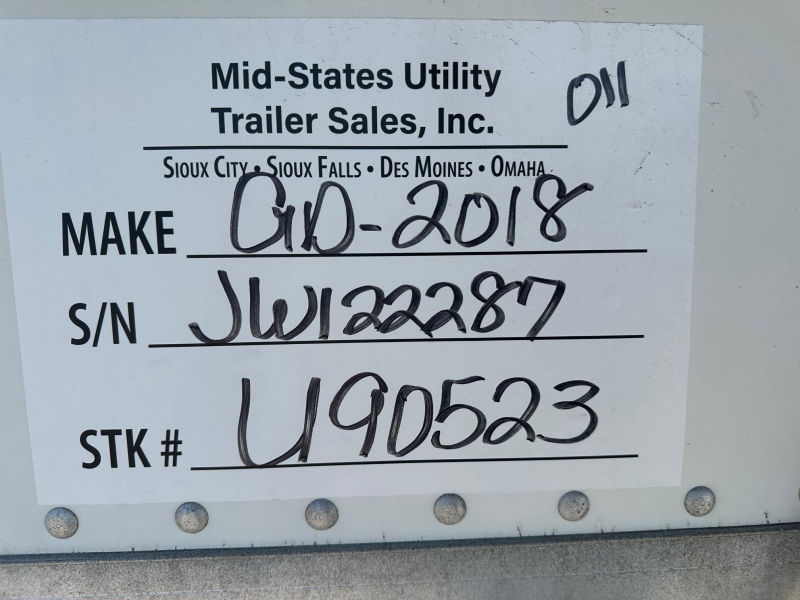 Mid-States Utility
Trailer Sales, Inc.
011
Sioux City • Sioux Falls • Des Moines • Omaha
MAKE GD-2018
S/N JW122287
STK # U90523